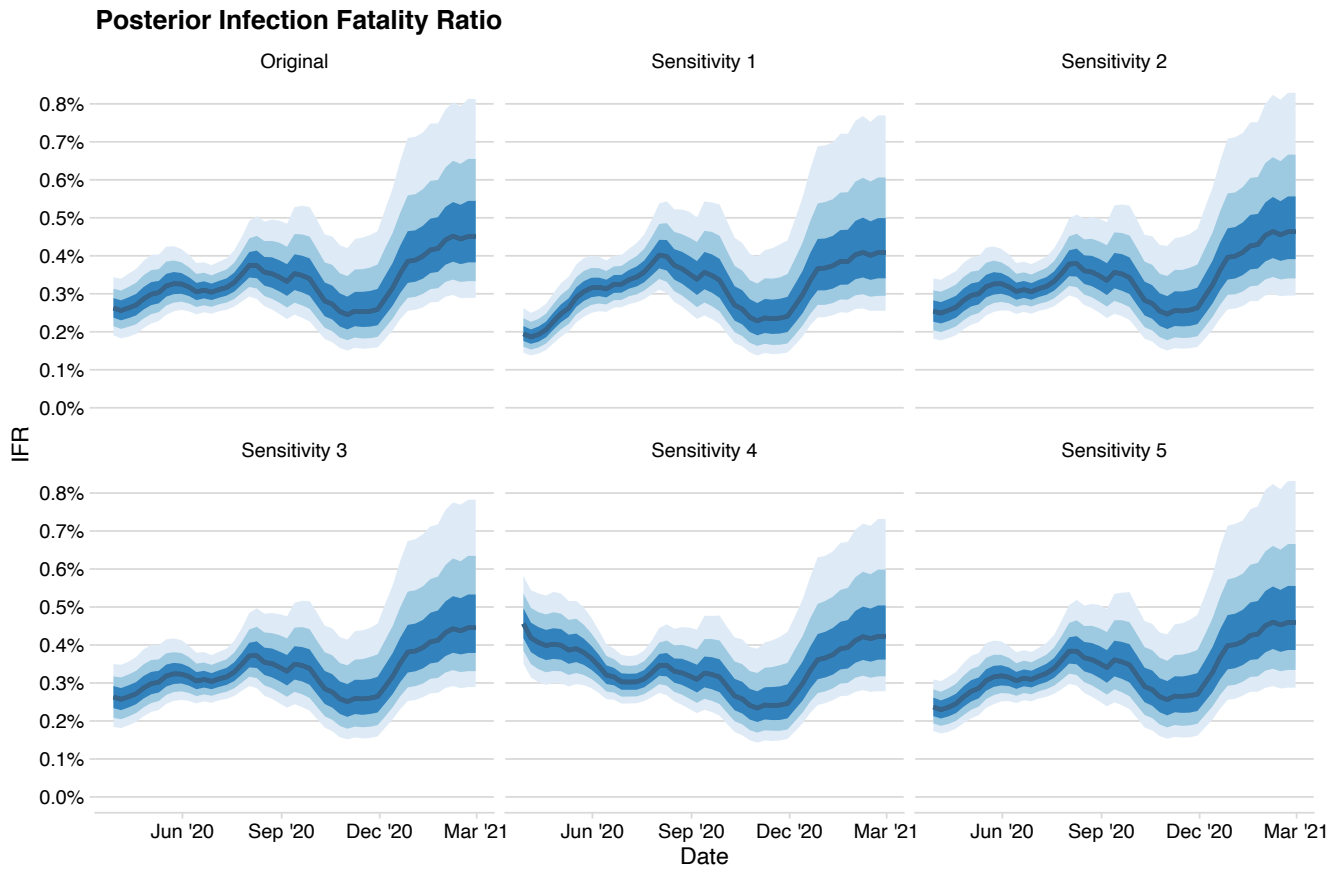 Posterior Infection Fatality Ratio
Original
Sensitivity 1
Sensitivity 2
0.8%
0.7%
0.6%
0.5%
0.4%
0.3%
0.2%
0.1%
0.0%
IFR
Sensitivity 3
Sensitivity 4
Sensitivity 5
0.8%
0.7%
0.6%
0.5%
0.4%
0.3%
0.2%
0.1%
0.0%
Jun '20 Sep '20 Dec '20 Mar '21 Jun '20 Sep '20 Dec '20 Mar '21 Jun '20 Sep '20 Dec '20 Mar '21
Date